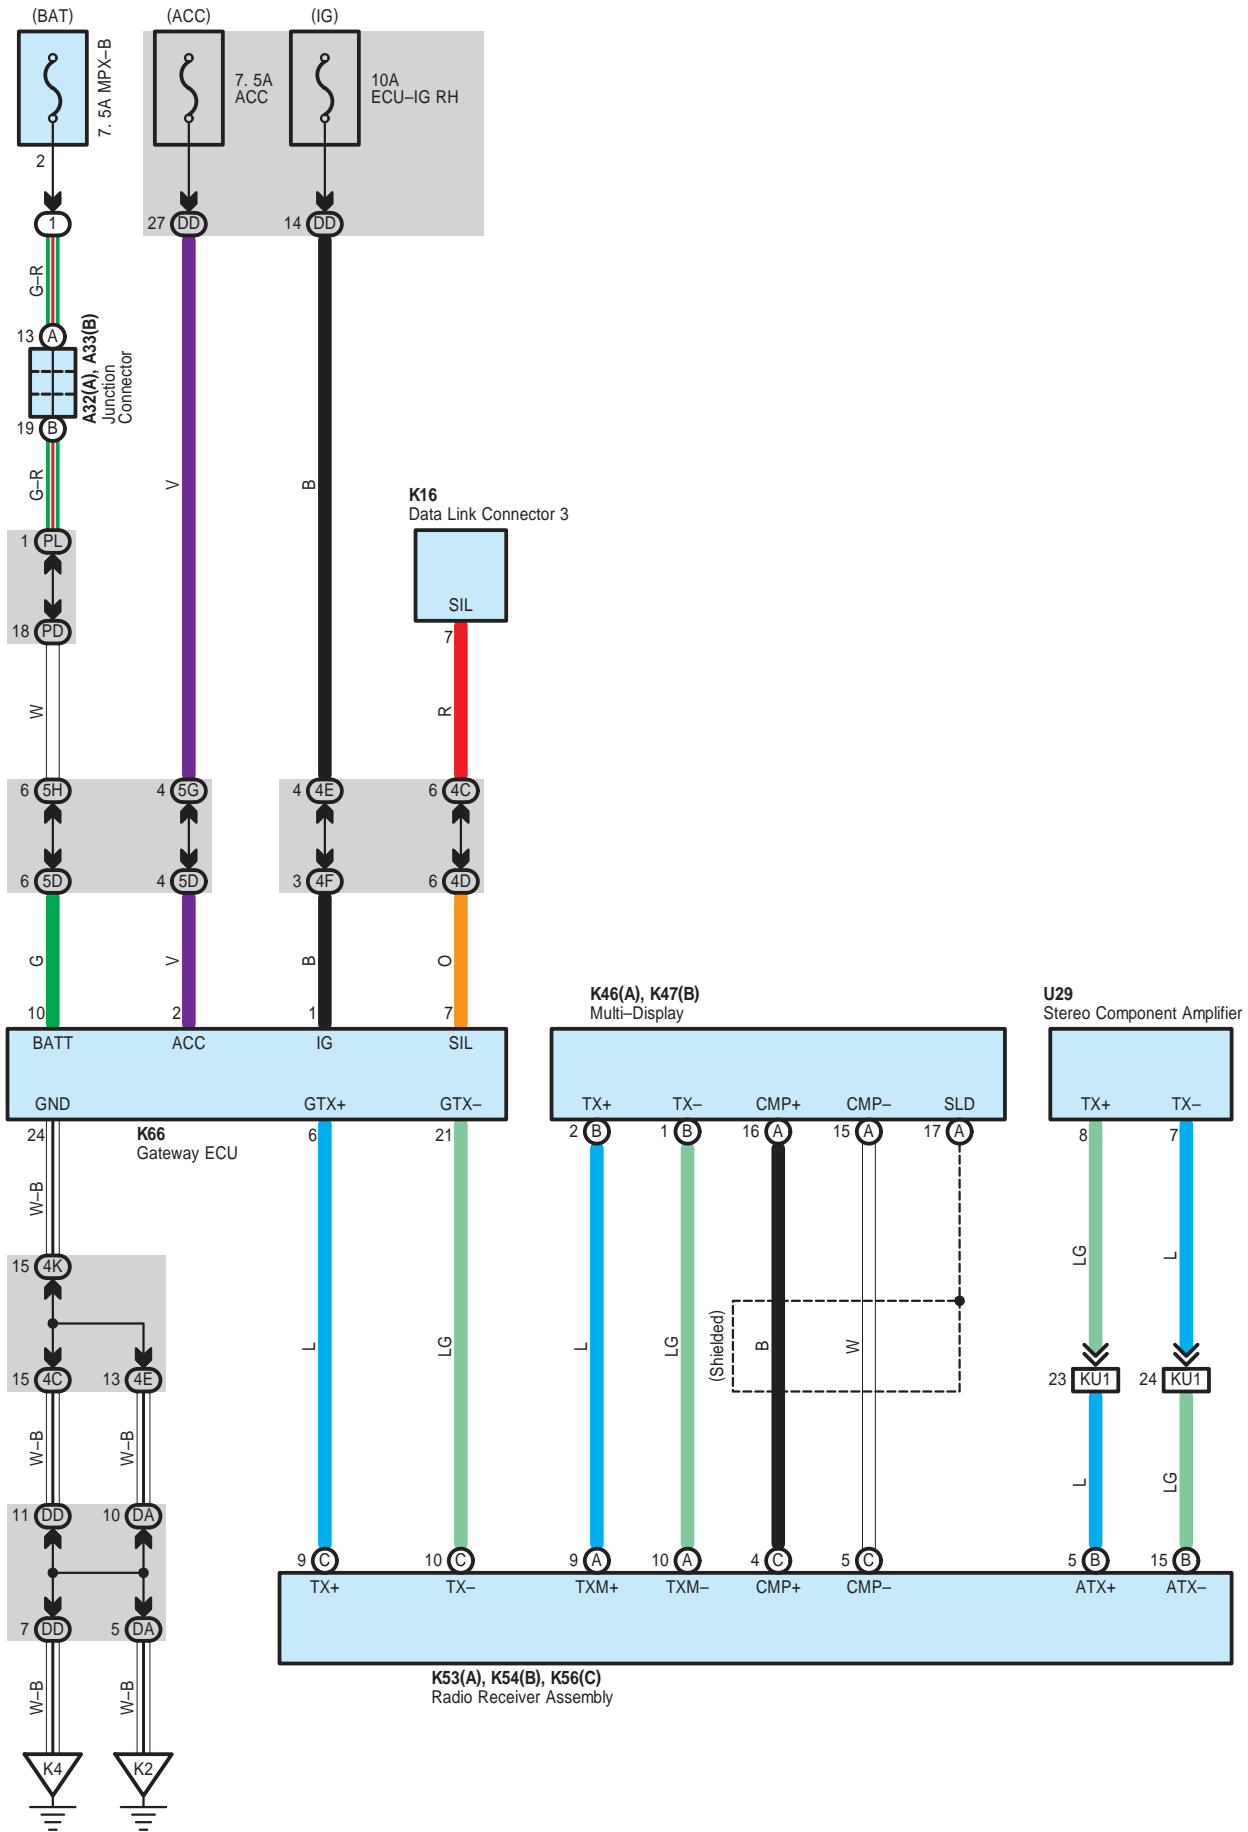 (BAT) (ACC) (IG)
7. 5A MPX–B
7. 5A
ACC
10A
ECU–IG RH
2
1 27 DD 14 DD
G–R
13 A
A32(A), A33(B)
Junction
Connector
19 B
G–R
V
B
K16
Data Link Connector 3
1 PL
SIL
18 PD
7
W
R
6 5H 4 5G 4 4E 6 4C
6 5D 4 5D 3 4F 6 4D
G V B O
K46(A), K47(B)
Multi–Display
U29
Stereo Component Amplifier
10 2 1 7
BATT ACC IG SIL
GND GTX+ GTX–
TX+ TX– CMP+ CMP– SLD
TX+ TX–
24 6 21
K66
Gateway ECU
2 B 1 B 16 A 15 A 17 A
8 7
W–B
LG L
15 4K
L LG L LG
(Shielded)
B W
15 4C 13 4E
23 KU1 24 KU1
W–B W–B
L LG
11 DD 10 DA
9 C 10 C 9 A 10 A 4 C 5 C 5 B 15 B
TX+ TX– TXM+ TXM– CMP+ CMP– ATX+ ATX–
7 DD 5 DA
K53(A), K54(B), K56(C)
Radio Receiver Assembly
W–B W–B
K4 K2